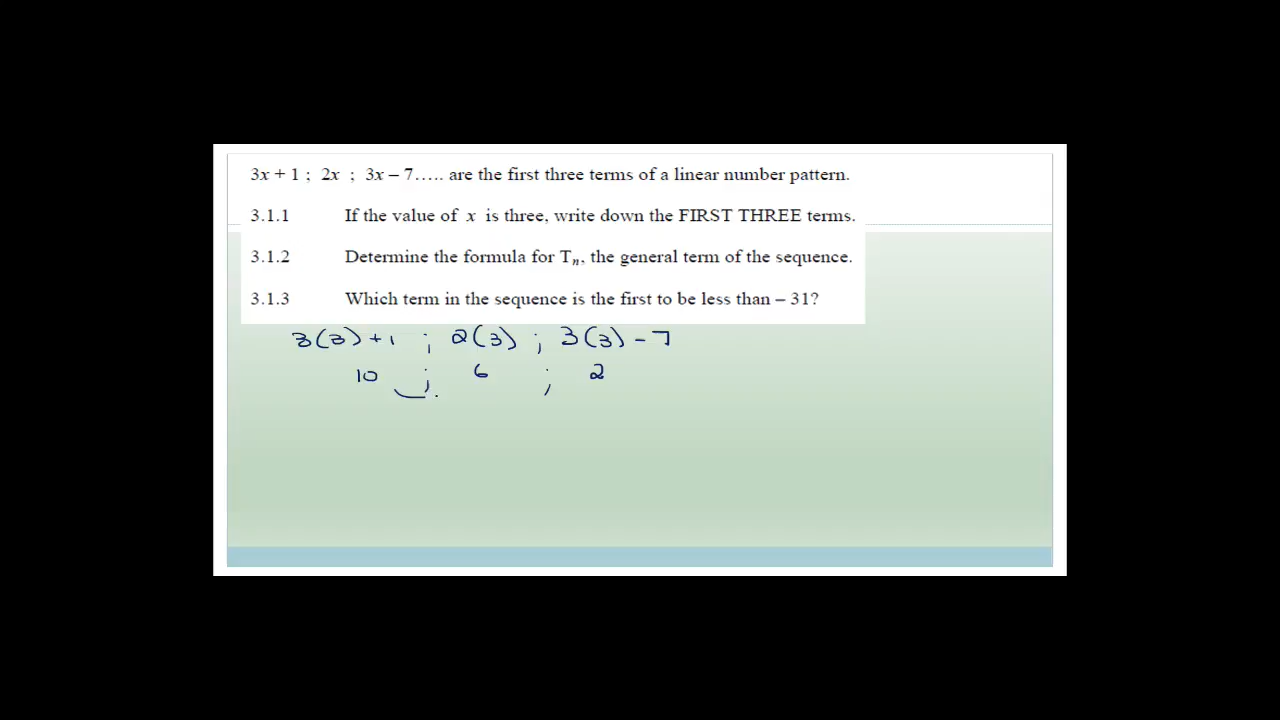 3x + 1 ; 2x ; 3x – 7….. are the first three terms of a linear number pattern.
3.1.1 If the value of x is three, write down the FIRST THREE terms.
3.1.2 Determine the formula for Tₙ, the general term of the sequence.
3.1.3 Which term in the sequence is the first to be less than – 31?
3(3)+1 ; 2(3) ; 3(3)-7
10 ; 6 ; 2